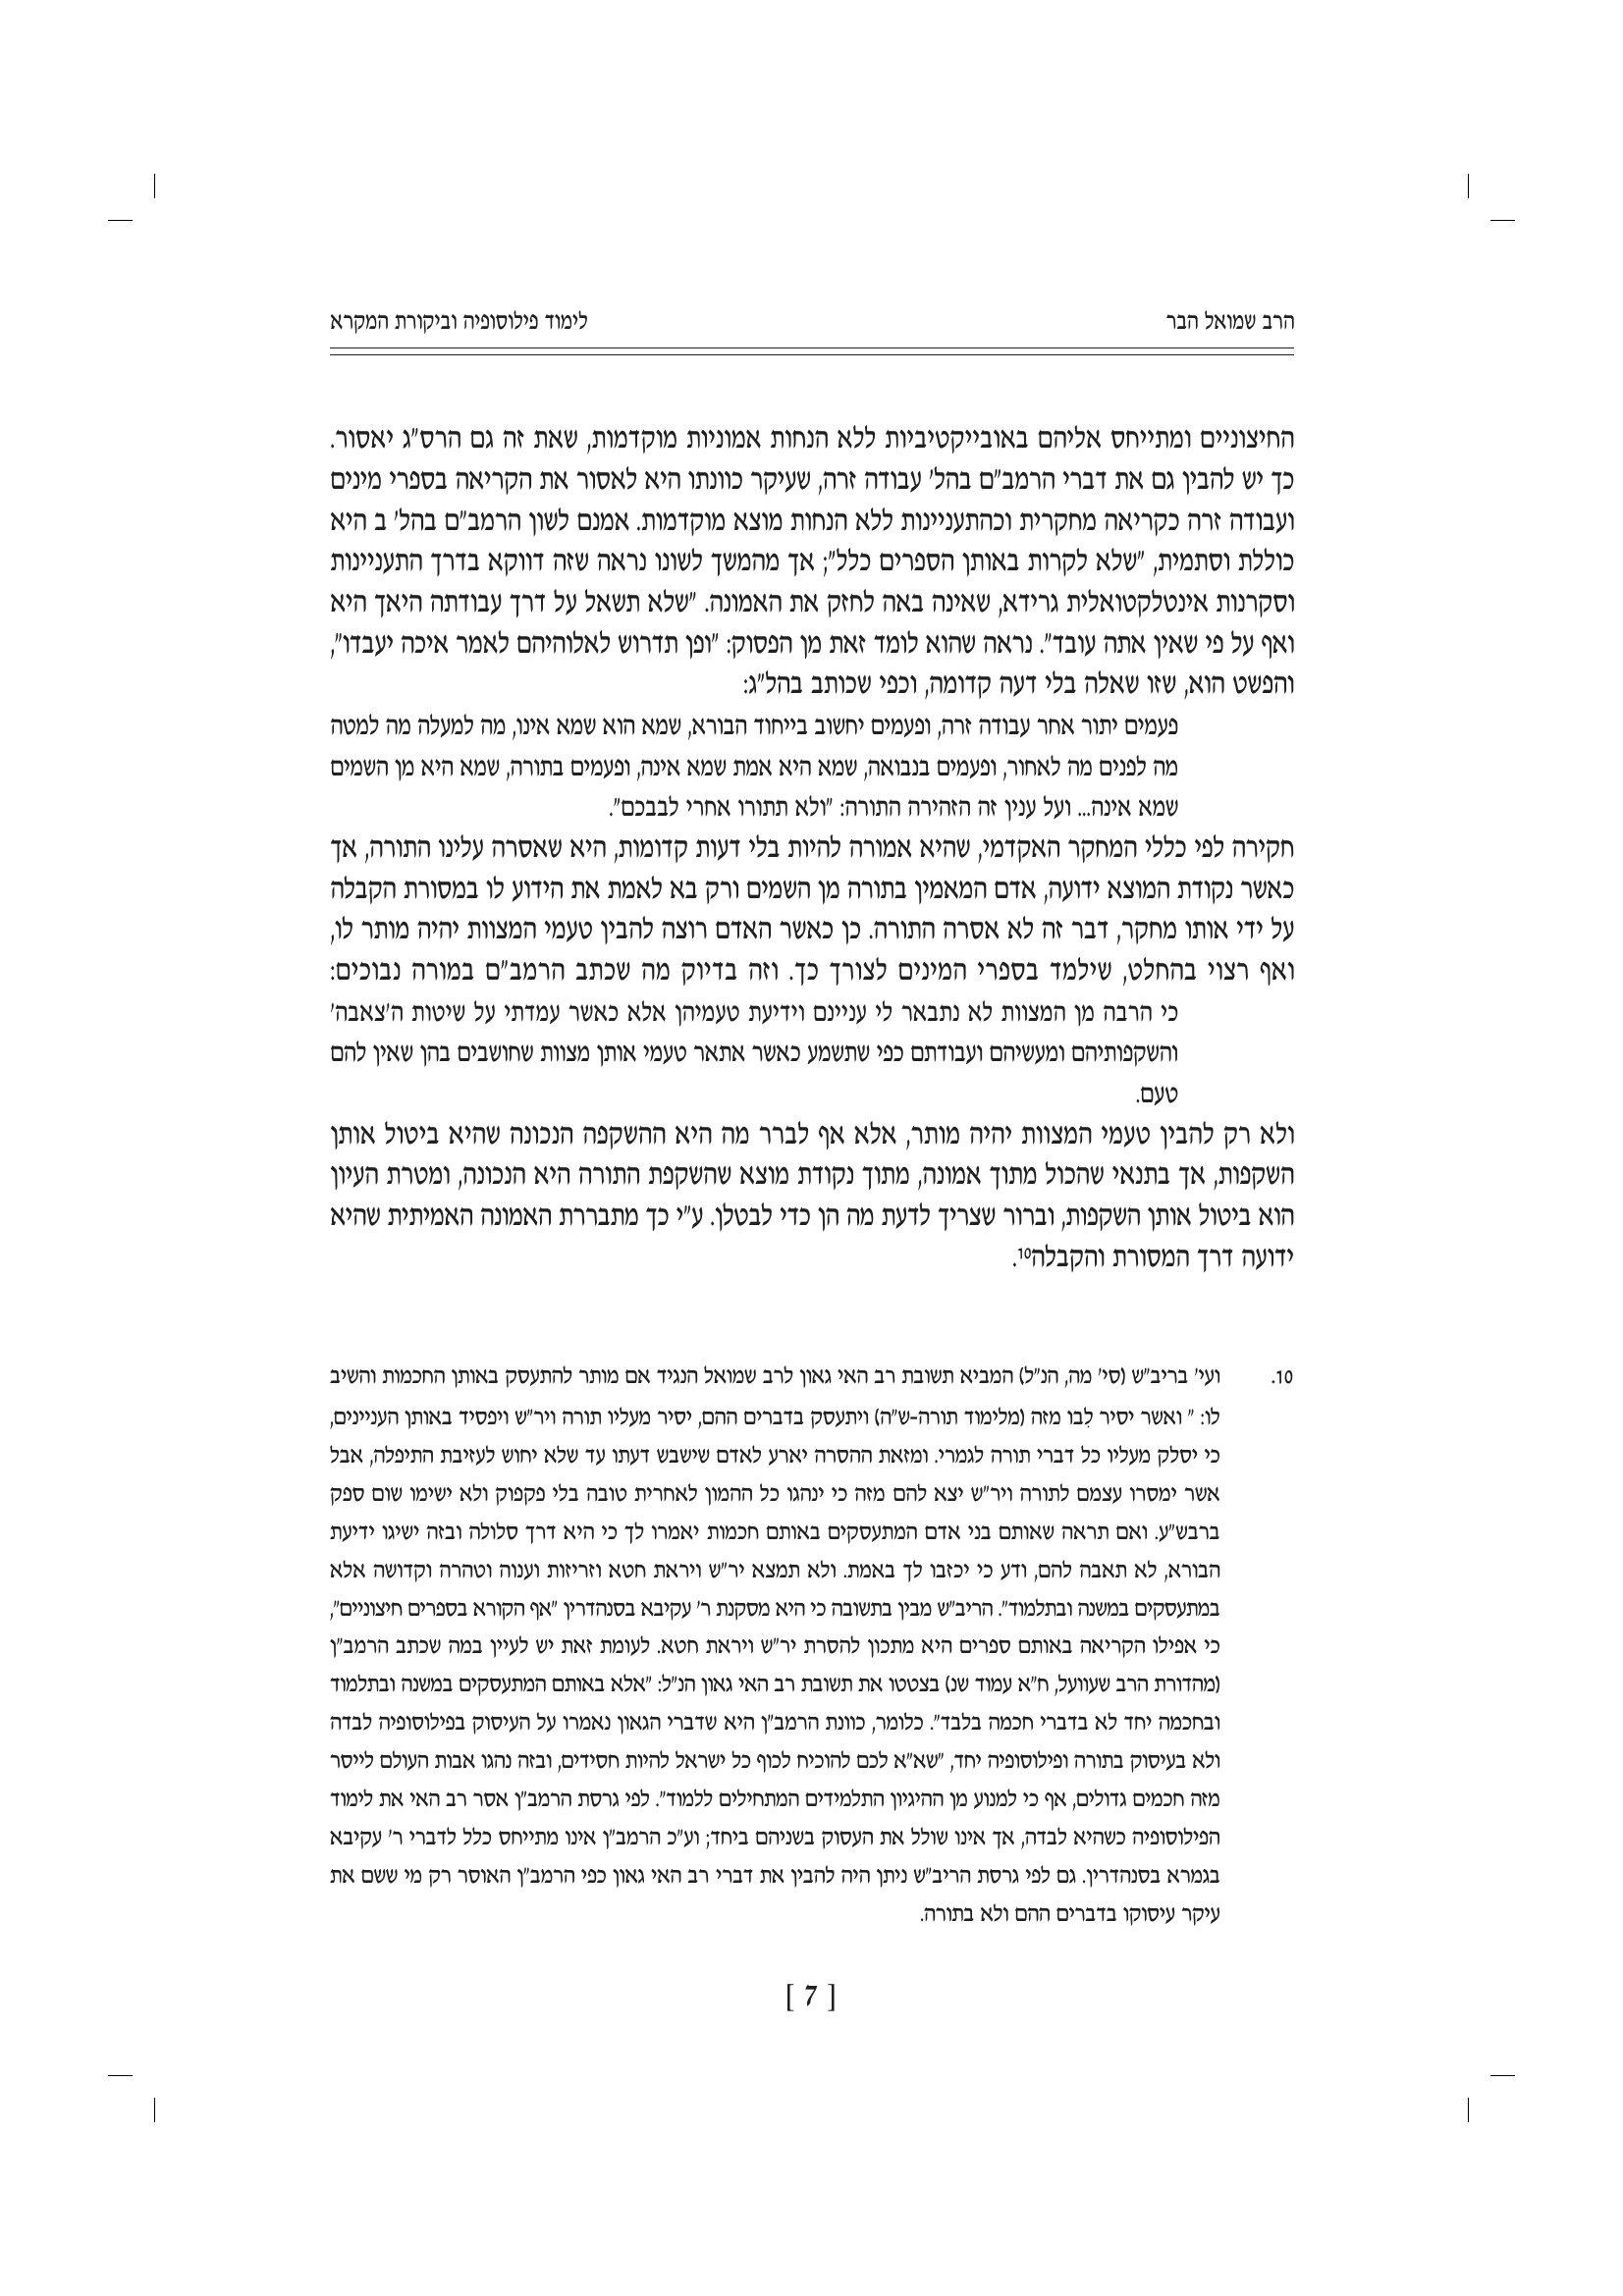 הרב שמואל הבר
לימוד פילוסופיה וביקורת המקרא
החיצוניים ומתייחס אליהם באובייקטיביות ללא הנחות אמוניות מוקדמות, שאת זה גם הרס"ג יאסור.
כך יש להבין גם את דברי הרמב"ם בהל' עבודה זרה, שעיקר כוונתו היא לאסור את הקריאה בספרי מינים
ועבודה זרה כקריאה מחקרית וכהתעניינות ללא הנחות מוצא מוקדמות. אמנם לשון הרמב"ם בהל' ב היא
כוללת וסתמית, "שלא לקרות באותן הספרים כלל"; אך מהמשך לשונו נראה שזה דווקא בדרך התעניינות
וסקרנות אינטלקטואלית גרידא, שאינה באה לחזק את האמונה. "שלא תשאל על דרך עבודתה היאך היא
ואף על פי שאין אתה עובד". נראה שהוא לומד זאת מן הפסוק: "ופן תדרוש לאלוהיהם לאמר איכה יעבדו",
והפשט הוא, שזו שאלה בלי דעה קדומה, וכפי שכותב בהל"ג:
פעמים יתור אחר עבודה זרה, ופעמים יחשוב בייחוד הבורא, שמא הוא שמא אינו, מה למעלה מה למטה
מה לפנים מה לאחור, ופעמים בנבואה, שמא היא אמת שמא אינה, ופעמים בתורה, שמא היא מן השמים
שמא אינה... ועל ענין זה הזהירה התורה: "ולא תתורו אחרי לבבכם".
חקירה לפי כללי המחקר האקדמי, שהיא אמורה להיות בלי דעות קדומות, היא שאסרה עלינו התורה, אך
כאשר נקודת המוצא ידועה, אדם המאמין בתורה מן השמים ורק בא לאמת את הידוע לו במסורת הקבלה
על ידי אותו מחקר, דבר זה לא אסרה התורה. כן כאשר האדם רוצה להבין טעמי המצוות יהיה מותר לו,
ואף רצוי בהחלט, שילמד בספרי המינים לצורך כך. וזה בדיוק מה שכתב הרמב"ם במורה נבוכים:
כי הרבה מן המצוות לא נתבאר לי עניינם וידיעת טעמיהן אלא כאשר עמדתי על שיטות ה'צאבה'
והשקפותיהם ומעשיהם ועבודתם כפי שתשמע כאשר אתאר טעמי אותן מצוות שחושבים בהן שאין להם
טעם.
ולא רק להבין טעמי המצוות יהיה מותר, אלא אף לברר מה היא ההשקפה הנכונה שהיא ביטול אותן
השקפות, אך בתנאי שהכול מתוך אמונה, מתוך נקודת מוצא שהשקפת התורה היא הנכונה, ומטרת העיון
הוא ביטול אותן השקפות, וברור שצריך לדעת מה הן כדי לבטלן. ע"י כך מתבררת האמונה האמיתית שהיא
ידועה דרך המסורת והקבלה10.
10. ועי' בריב"ש (סי' מה, הנ"ל) המביא תשובת רב האי גאון לרב שמואל הנגיד אם מותר להתעסק באותן החכמות והשיב
לו: " ואשר יסיר לִבו מזה (מלימוד תורה-ש"ה) ויתעסק בדברים ההם, יסיר מעליו תורה ויר"ש ויפסיד באותן העניינים,
כי יסלק מעליו כל דברי תורה לגמרי. ומזאת ההסרה יארע לאדם שישבש דעתו עד שלא יחוש לעזיבת התיפלה, אבל
אשר ימסרו עצמם לתורה ויר"ש יצא להם מזה כי ינהגו כל ההמון לאחרית טובה בלי פקפוק ולא ישימו שום ספק
ברבש"ע. ואם תראה שאותם בני אדם המתעסקים באותם חכמות יאמרו לך כי היא דרך סלולה ובזה ישיגו ידיעת
הבורא, לא תאבה להם, ודע כי יכזבו לך באמת. ולא תמצא יר"ש ויראת חטא וזריזות וענוה וטהרה וקדושה אלא
במתעסקים במשנה ובתלמוד". הריב"ש מבין בתשובה כי היא מסקנת ר' עקיבא בסנהדרין "אף הקורא בספרים חיצוניים",
כי אפילו הקריאה באותם ספרים היא מתכון להסרת יר"ש ויראת חטא. לעומת זאת יש לעיין במה שכתב הרמב"ן
(מהדורת הרב שעוועל, ח"א עמוד שנ) בצטטו את תשובת רב האי גאון הנ"ל: "אלא באותם המתעסקים במשנה ובתלמוד
ובחכמה יחד לא בדברי חכמה בלבד". כלומר, כוונת הרמב"ן היא שדברי הגאון נאמרו על העיסוק בפילוסופיה לבדה
ולא בעיסוק בתורה ופילוסופיה יחד, "שא"א לכם להוכיח לכוף כל ישראל להיות חסידים, ובזה נהגו אבות העולם לייסר
מזה חכמים גדולים, אף כי למנוע מן ההיגיון התלמידים המתחילים ללמוד". לפי גרסת הרמב"ן אסר רב האי את לימוד
הפילוסופיה כשהיא לבדה, אך אינו שולל את העסוק בשניהם ביחד; וע"כ הרמב"ן אינו מתייחס כלל לדברי ר' עקיבא
בגמרא בסנהדרין. גם לפי גרסת הריב"ש ניתן היה להבין את דברי רב האי גאון כפי הרמב"ן האוסר רק מי ששם את
עיקר עיסוקו בדברים ההם ולא בתורה.
[ 7 ]